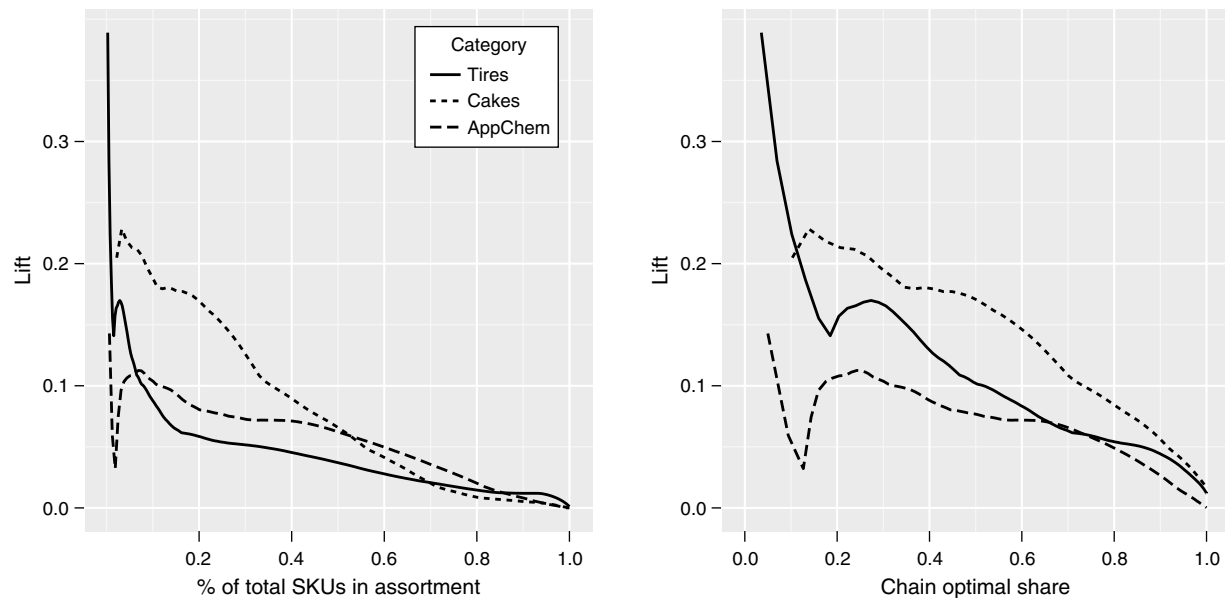 Lift
0.3
0.2
0.1
0.0
Category
Tires
Cakes
AppChem
0.2 0.4 0.6 0.8 1.0
% of total SKUs in assortment
Lift
0.3
0.2
0.1
0.0
0.0 0.2 0.4 0.6 0.8 1.0
Chain optimal share